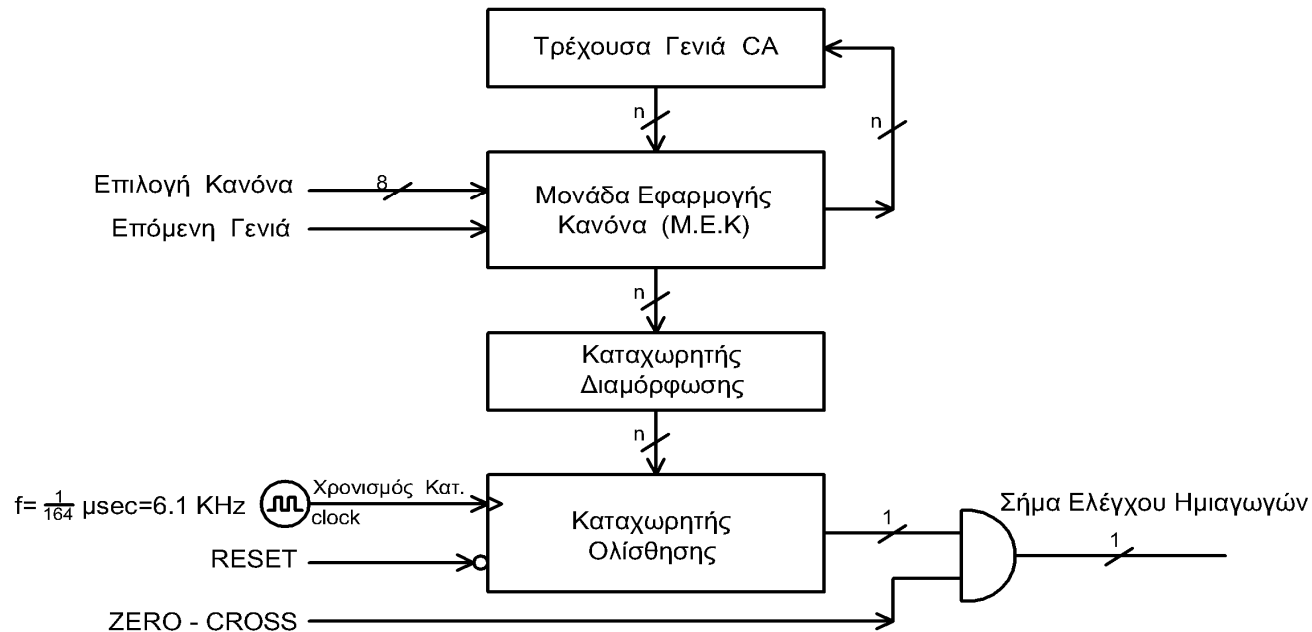 Τρέχουσα Γενιά CA
n
n
Επιλογή Κανόνα
8
Επόμενη Γενιά
Μονάδα Εφαρμογής
Κανόνα (Μ.Ε.Κ)
n
Καταχωρητής
Διαμόρφωσης
n
f= 1/164 μsec=6.1 KHz
Χρονισμός Κατ.
clock
RESET
Καταχωρητής
Ολίσθησης
1
Σήμα Ελέγχου Ημιαγωγών
1
ZERO - CROSS